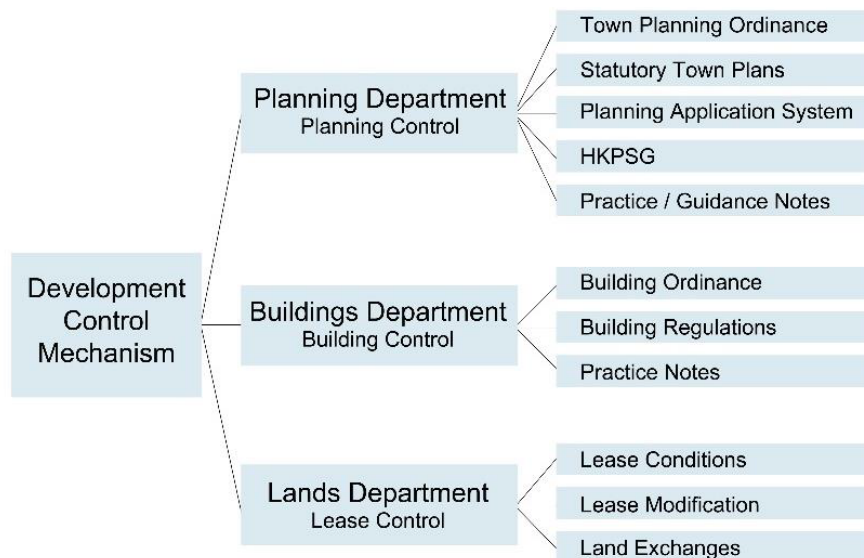 Development
Control
Mechanism
Planning Department
Planning Control
Town Planning Ordinance
Statutory Town Plans
Planning Application System
HKPSG
Practice / Guidance Notes
Buildings Department
Building Control
Building Ordinance
Building Regulations
Practice Notes
Lands Department
Lease Control
Lease Conditions
Lease Modification
Land Exchanges